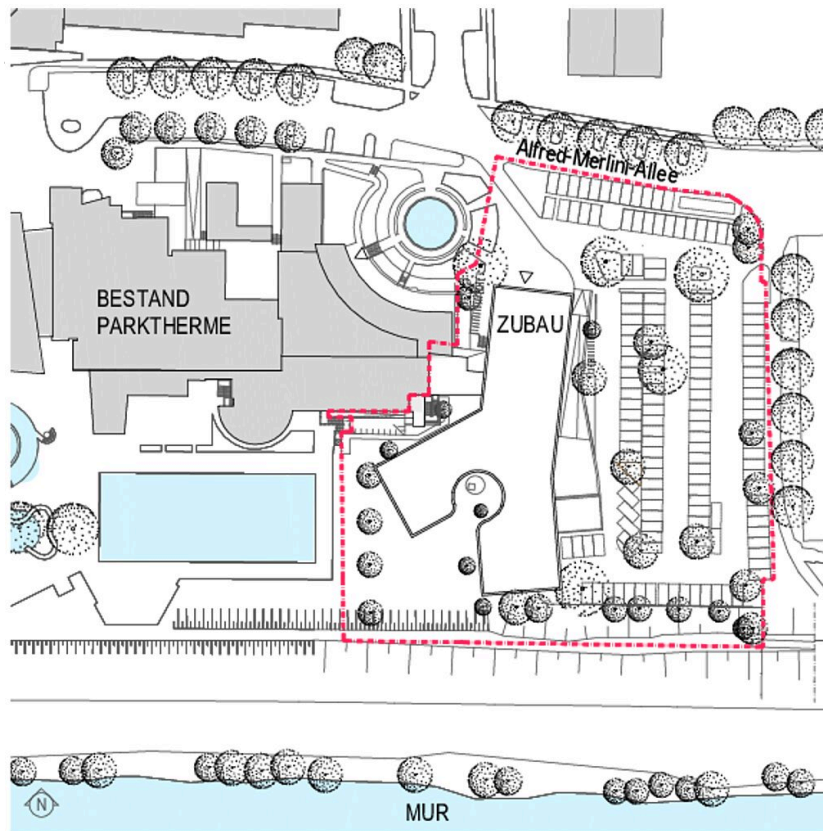 Alfred-Merlini-Allee
BESTAND
PARKTHERME
ZUBAU
N
MUR